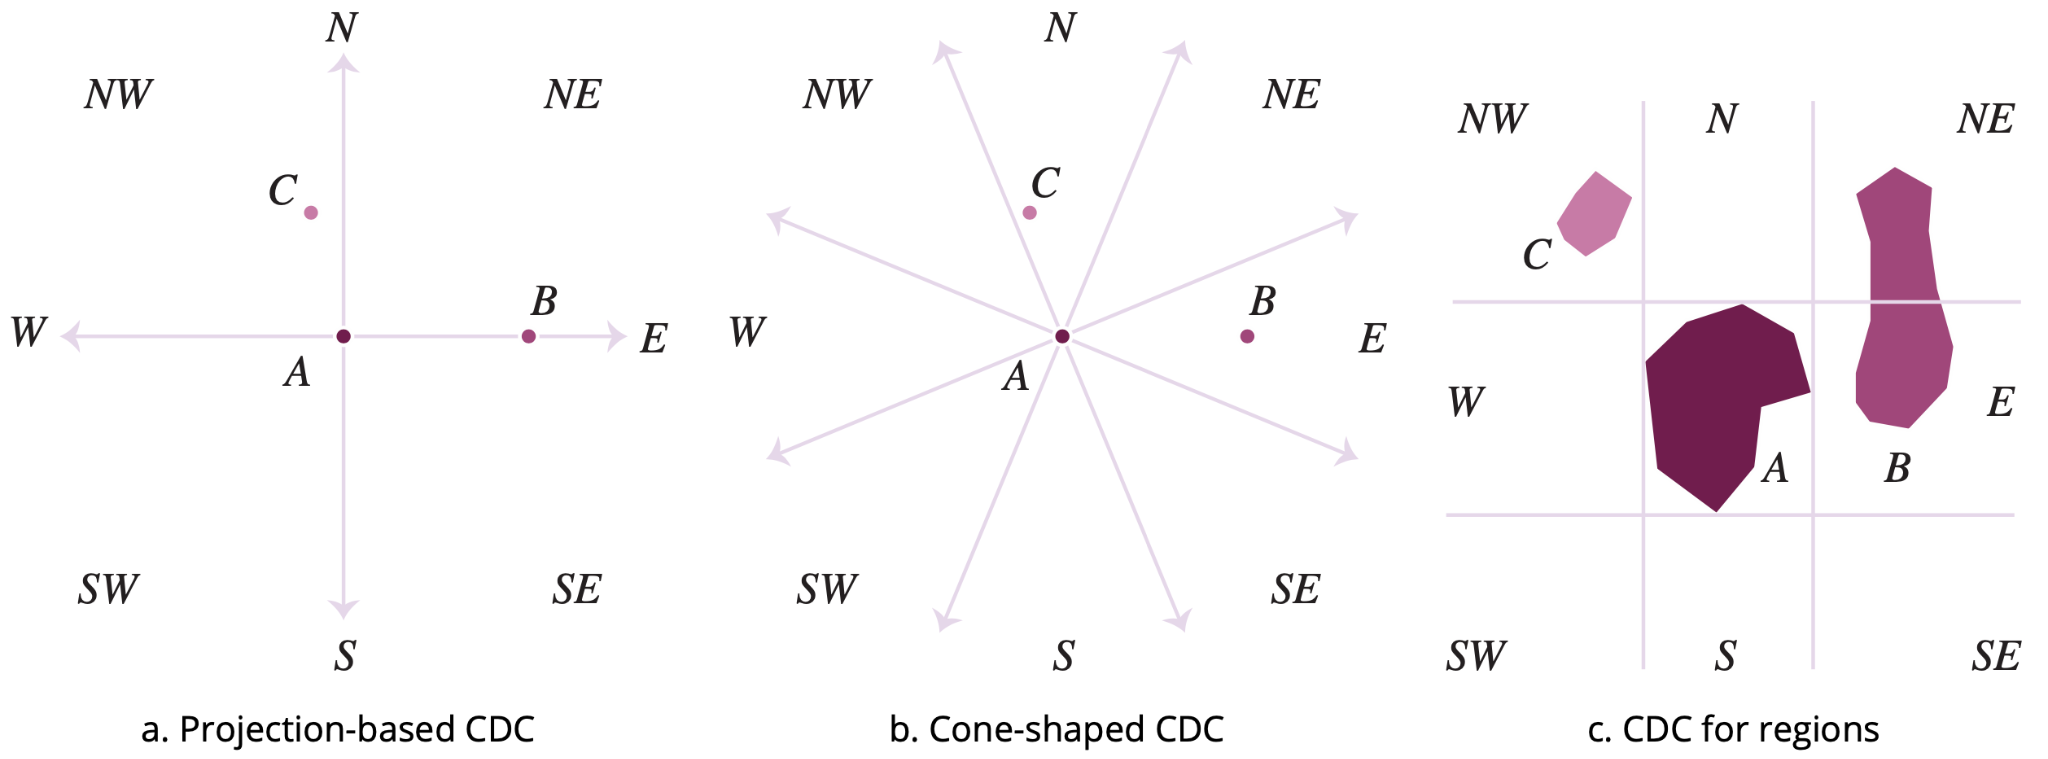 N
NW
NE
C
B
W
E
A
SW
SE
S
a. Projection-based CDC
N
NW
NE
C
B
W
E
A
SW
SE
S
b. Cone-shaped CDC
NW
N
NE
C
W
E
A
B
SW
S
SE
c. CDC for regions